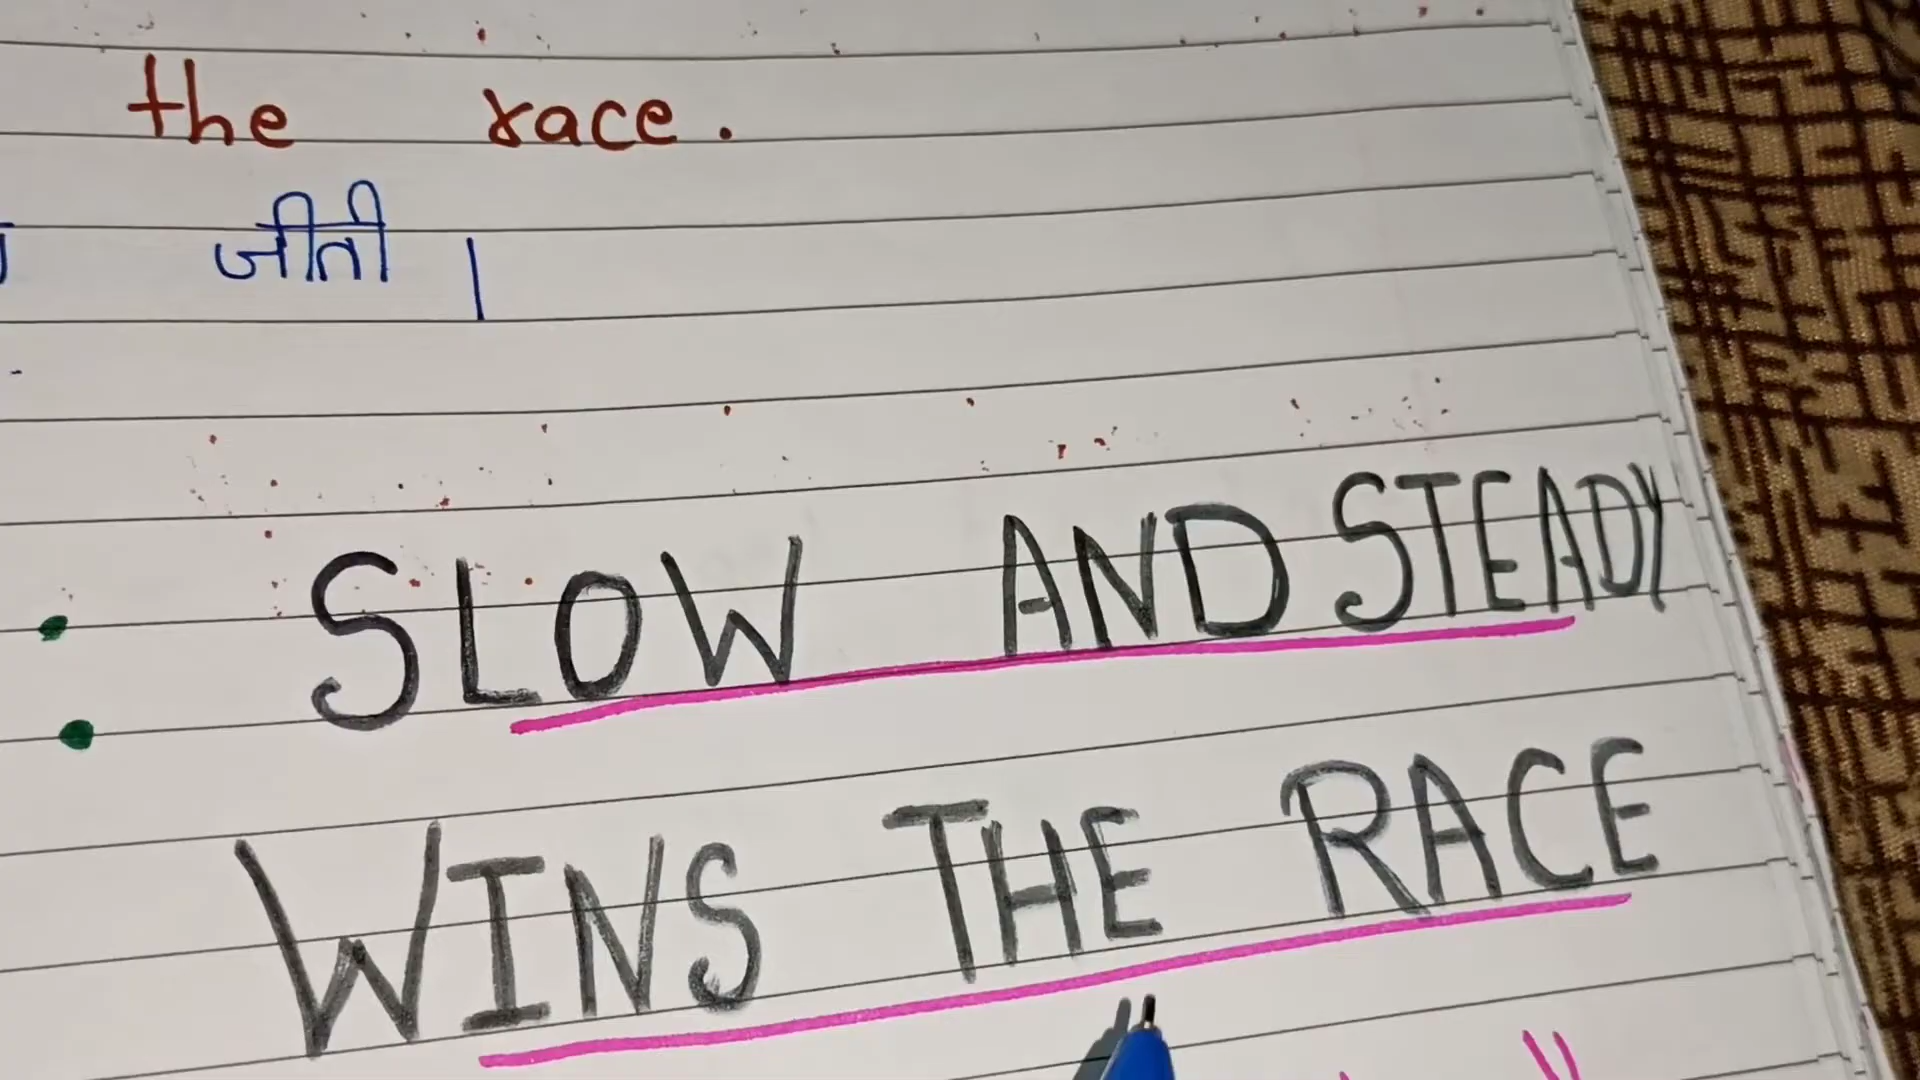 the race.
जीती |
SLOW AND STEADY
WINS THE RACE